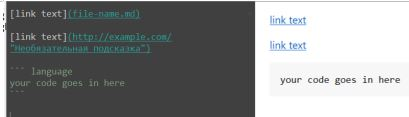 [link text](file-name.md)
[link text](http://example.com/
"Необязательная подсказка")
``` language
your code goes in here
```
link text
link text
your code goes in here